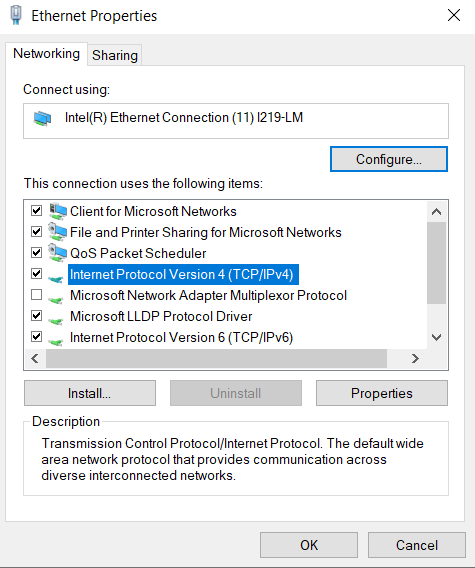 Ethernet Properties
Networking
Sharing
Connect using:
Intel(R) Ethernet Connection (11) I219-LM
Configure...
This connection uses the following items:
Client for Microsoft Networks
File and Printer Sharing for Microsoft Networks
QoS Packet Scheduler
Internet Protocol Version 4 (TCP/IPv4)
Microsoft Network Adapter Multiplexor Protocol
Microsoft LLDP Protocol Driver
Internet Protocol Version 6 (TCP/IPv6)
Install...
Uninstall
Properties
Description
Transmission Control Protocol/Internet Protocol. The default wide
area network protocol that provides communication across
diverse interconnected networks.
OK
Cancel